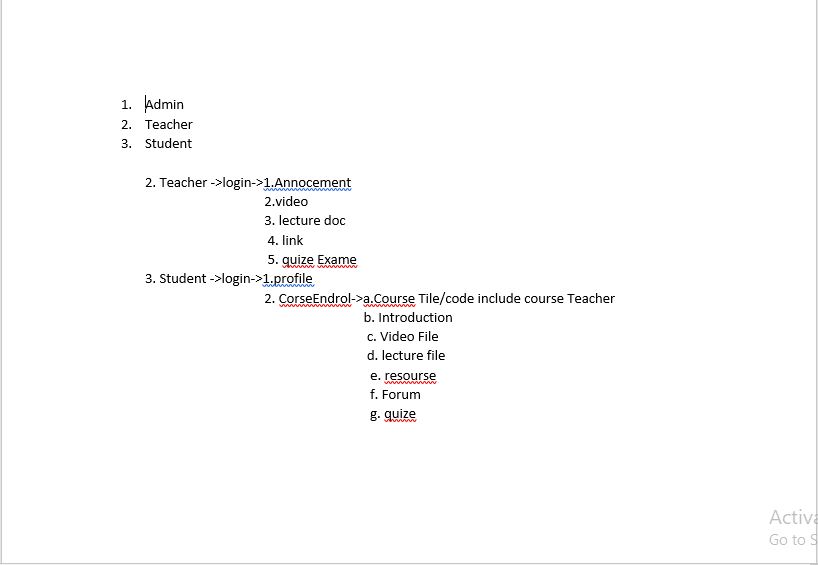 1. Admin
2. Teacher
3. Student
2. Teacher ->login->1.Annocement
2.video
3. lecture doc
4. link
5. quize Exame
3. Student ->login->1.profile
2. CorseEndrol->a.Course Tile/code include course Teacher
b. Introduction
c. Video File
d. lecture file
e. resourse
f. Forum
g. quize
Activa
Go to S